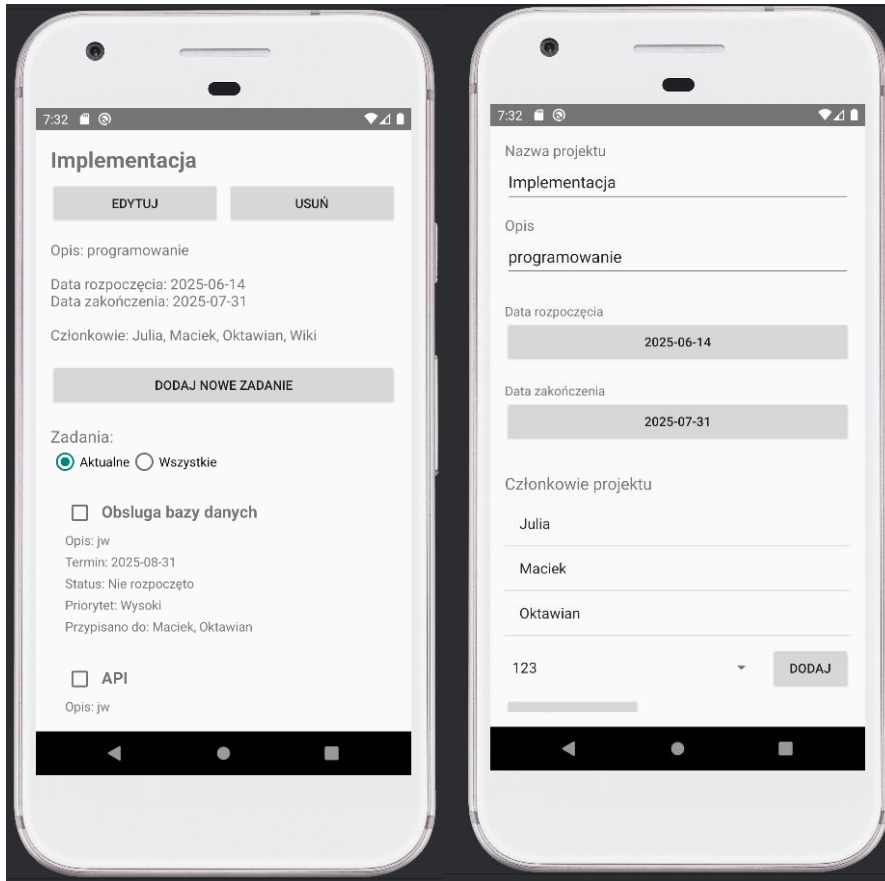 7:32
Implementacja
EDYTUJ
USUŃ
Opis: programowanie
Data rozpoczęcia: 2025-06-14
Data zakończenia: 2025-07-31
Członkowie: Julia, Maciek, Oktawian, Wiki
DODAJ NOWE ZADANIE
Zadania:
Aktualne Wszystkie
Obsluga bazy danych
Opis: jw
Termin: 2025-08-31
Status: Nie rozpoczęto
Priorytet: Wysoki
Przypisano do: Maciek, Oktawian
API
Opis: jw
7:32
Nazwa projektu
Implementacja
Opis
programowanie
Data rozpoczęcia
2025-06-14
Data zakończenia
2025-07-31
Członkowie projektu
Julia
Maciek
Oktawian
123
DODAJ